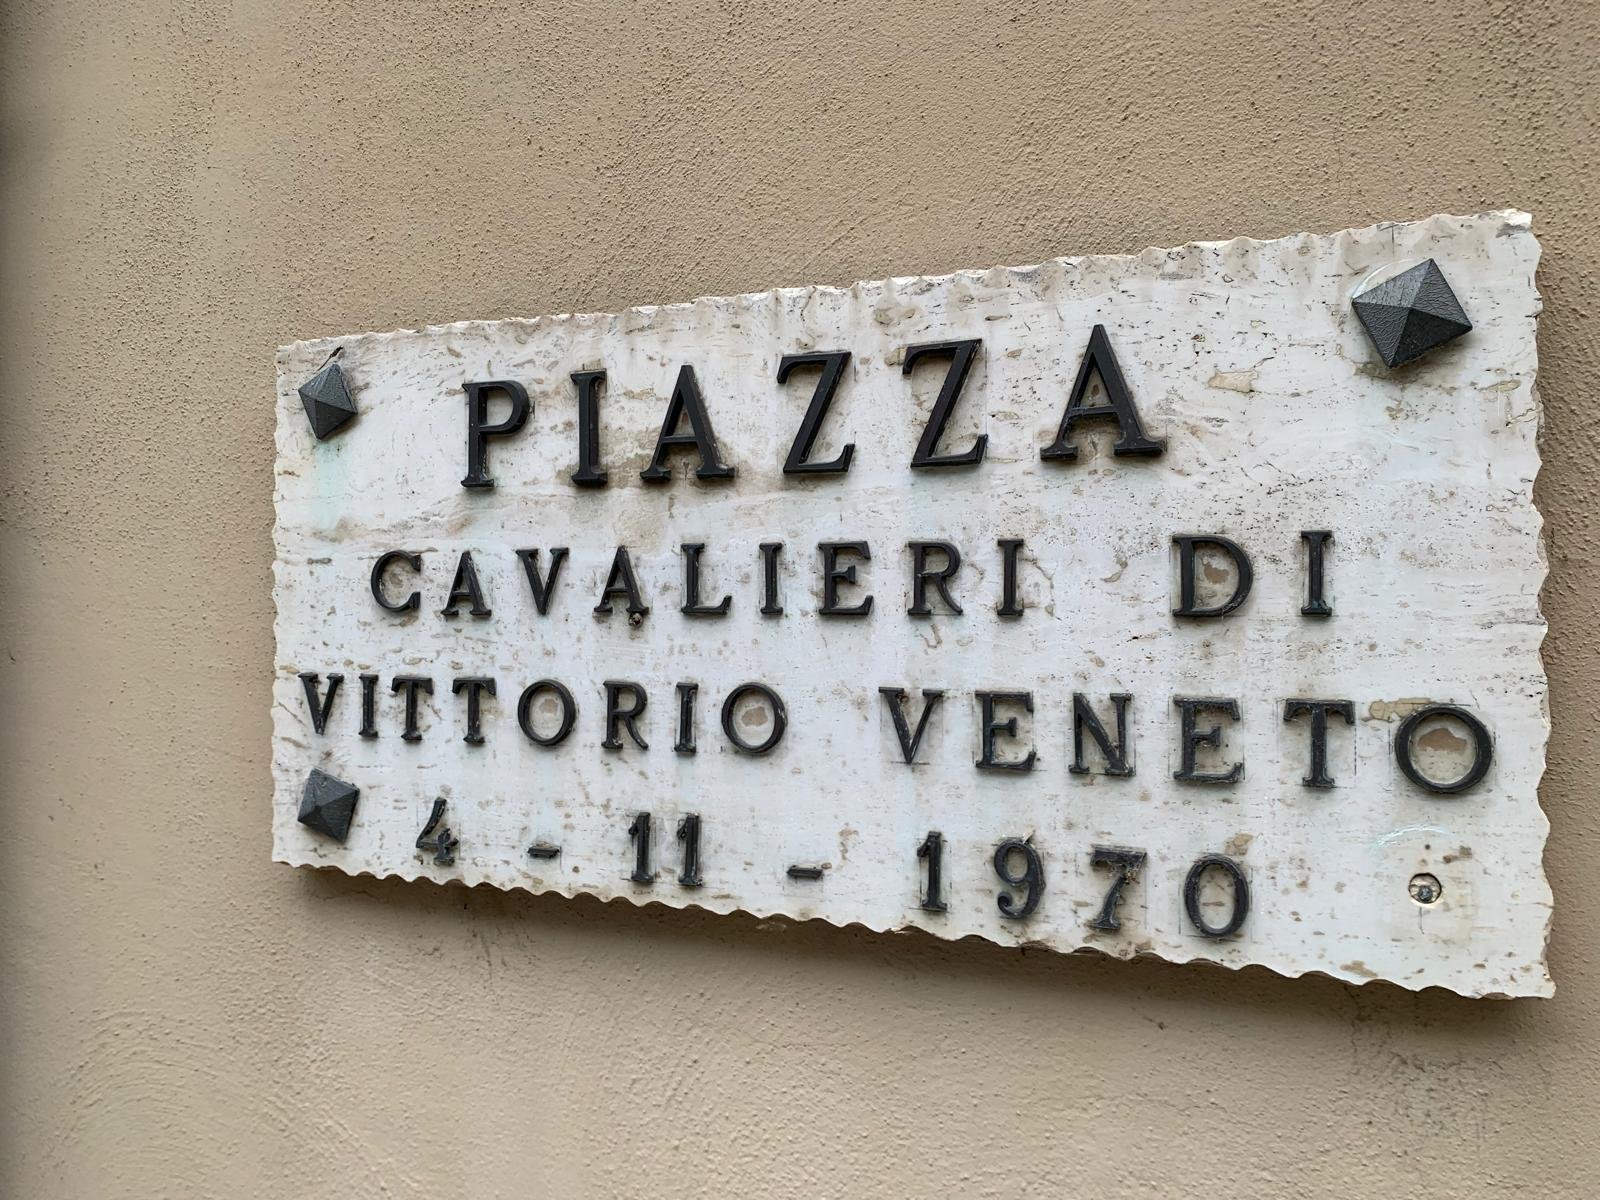 PIAZZA
CAVALIERI DI
VITTORIO VENETO
4 - 11 - 1970